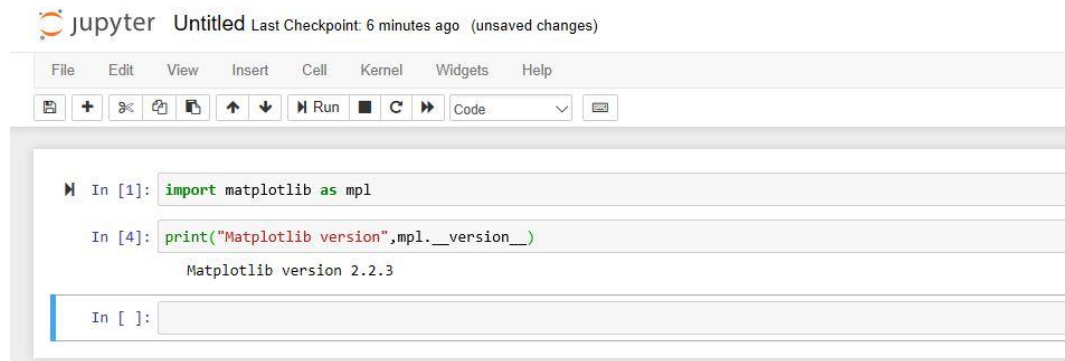 jupyter Untitled Last Checkpoint: 6 minutes ago (unsaved changes)
File Edit View Insert Cell Kernel Widgets Help
Run Code
In [1]: import matplotlib as mpl
In [4]: print("Matplotlib version",mpl.__version__)
Matplotlib version 2.2.3
In [ ]: